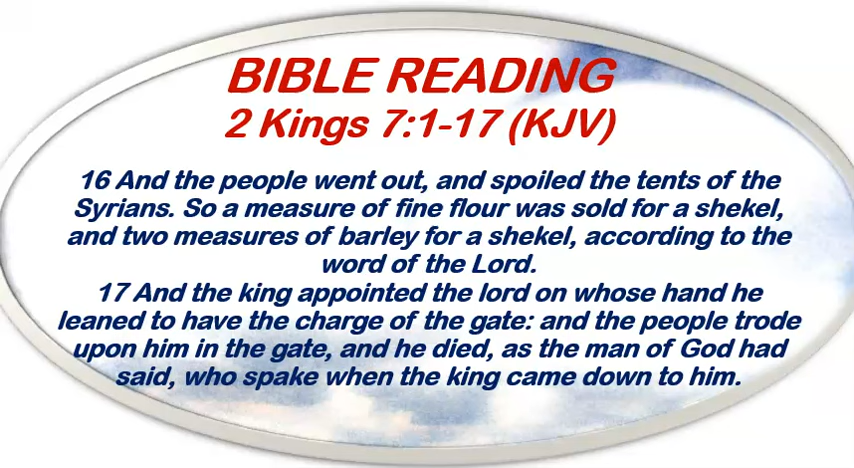 BIBLE READING
2 Kings 7:1-17 (KJV)
16 And the people went out, and spoiled the tents of the
Syrians. So a measure of fine flour was sold for a shekel,
and two measures of barley for a shekel, according to the
word of the Lord.
17 And the king appointed the lord on whose hand he
leaned to have the charge of the gate: and the people trode
upon him in the gate, and he died, as the man of God had
said, who spake when the king came down to him.